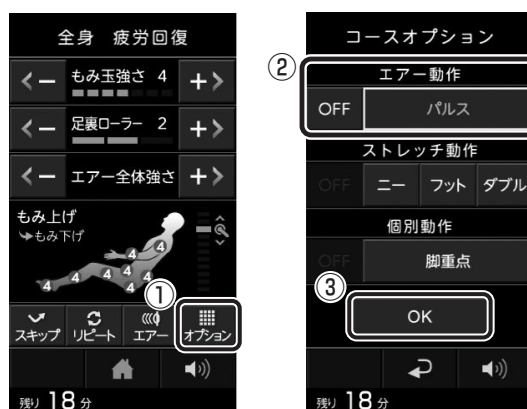 全身 疲労回復
もみ玉強さ 4
足裏ローラー 2
エアー全体強さ
もみ上げ
もみ下げ
4
4
4
4
4
4
4
4
①
スキップ
リピート
エアー
オプション
残り 18 分
コースオプション
②
エアー動作
OFF パルス
ストレッチ動作
OFF ニー フット ダブル
個別動作
OFF 脚重点
③
OK
残り 18 分